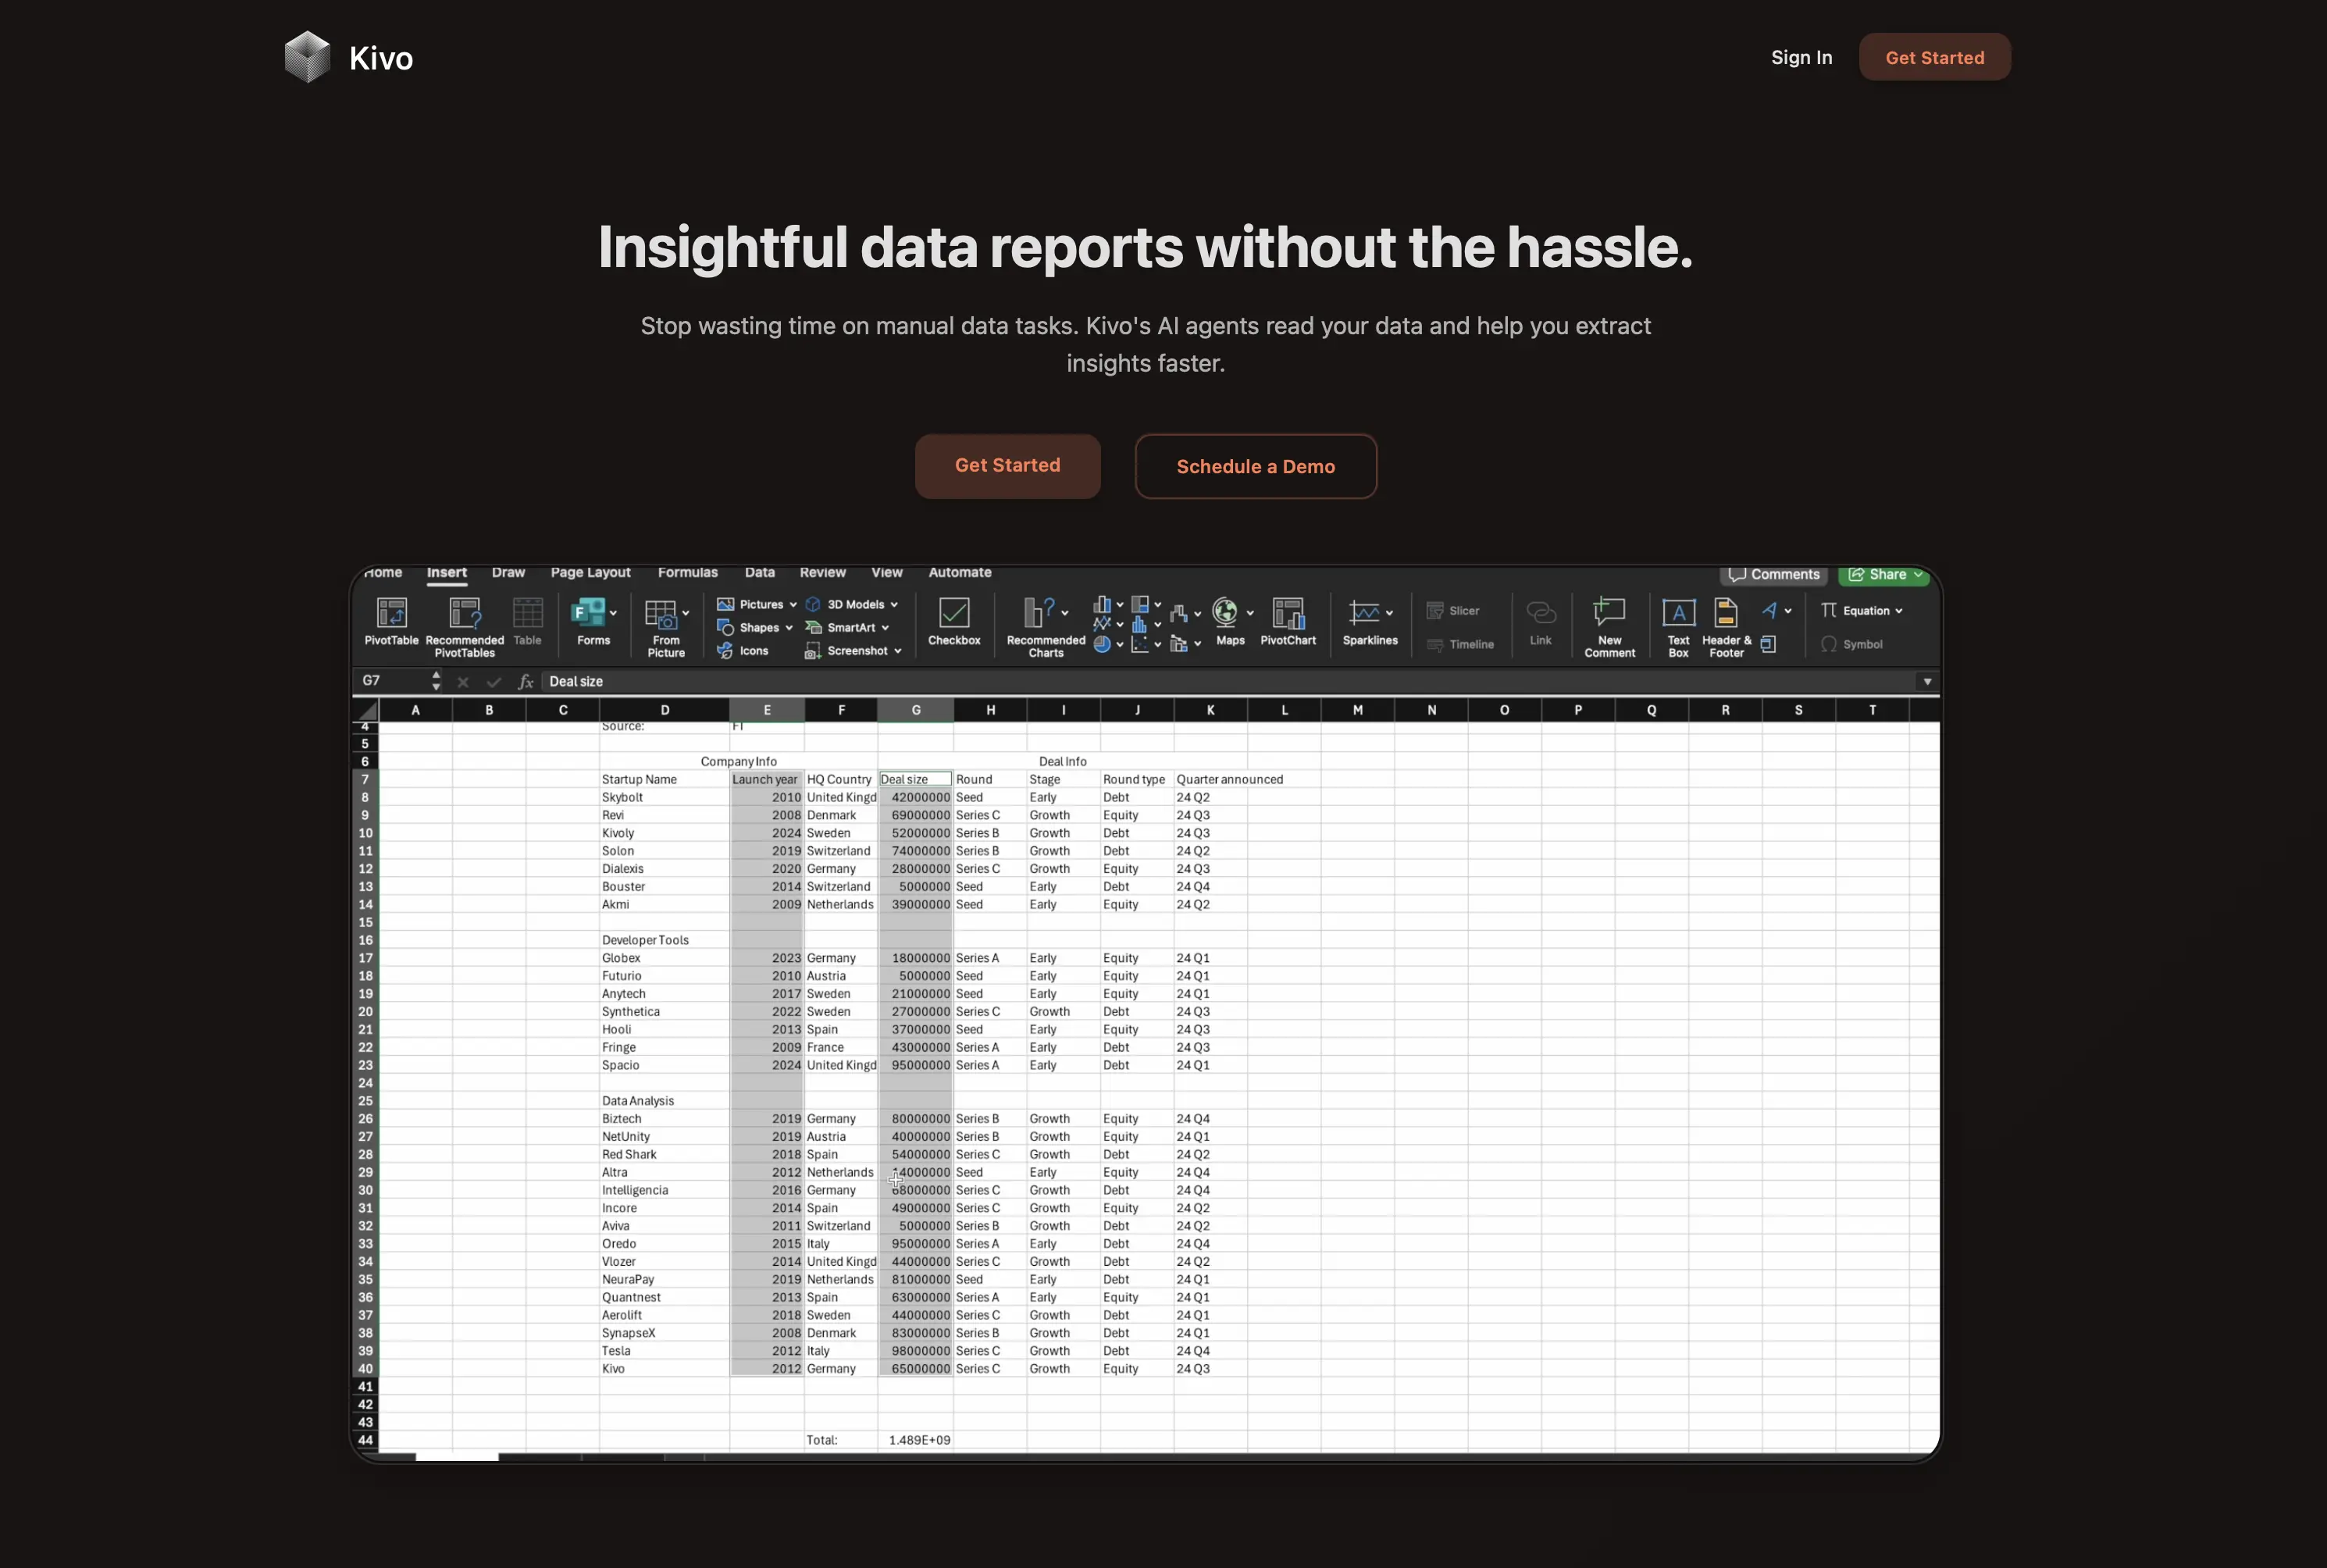 Kivo
Sign In
Get Started
Insightful data reports without the hassle.
Stop wasting time on manual data tasks. Kivo's AI agents read your data and help you extract
insights faster.
Get Started
Schedule a Demo
Home Insert Draw Page Layout Formulas Data Review View Automate Comments Share
PivotTable
Recommended
PivotTables
Table
Forms
From
Picture
Pictures
Shapes
Icons
3D Models
SmartArt
Screenshot
Checkbox
Recommended
Charts
Maps
PivotChart
Sparklines
Slicer
Timeline
Link
New
Comment
Text
Box
Header &
Footer
Equation
Symbol
G7 fx Deal size
A B C D E F G H I J K L M N O P Q R S T
4 Source: FT
5
6 Company Info Deal Info
7 Startup Name Launch year HQ Country Deal size Round Stage Round type Quarter announced
8 Skybolt 2010 United Kingd 42000000 Seed Early Debt 24 Q2
9 Revi 2008 Denmark 69000000 Series C Growth Equity 24 Q3
10 Kivoly 2024 Sweden 52000000 Series B Growth Debt 24 Q3
11 Solon 2019 Switzerland 74000000 Series B Growth Debt 24 Q2
12 Dialexis 2020 Germany 28000000 Series C Growth Equity 24 Q3
13 Bouster 2014 Switzerland 5000000 Seed Early Debt 24 Q4
14 Akmi 2009 Netherlands 39000000 Seed Early Equity 24 Q2
15
16 Developer Tools
17 Globex 2023 Germany 18000000 Series A Early Equity 24 Q1
18 Futurio 2010 Austria 5000000 Seed Early Equity 24 Q1
19 Anytech 2017 Sweden 21000000 Seed Early Equity 24 Q1
20 Synthetica 2022 Sweden 27000000 Series C Growth Debt 24 Q3
21 Hooli 2013 Spain 37000000 Seed Early Equity 24 Q3
22 Fringe 2009 France 43000000 Series A Early Debt 24 Q3
23 Spacio 2024 United Kingd 95000000 Series A Early Debt 24 Q1
24
25 Data Analysis
26 Biztech 2019 Germany 80000000 Series B Growth Equity 24 Q4
27 NetUnity 2019 Austria 40000000 Series B Growth Equity 24 Q1
28 Red Shark 2018 Spain 54000000 Series C Growth Debt 24 Q2
29 Altra 2012 Netherlands 14000000 Seed Early Equity 24 Q4
30 Intelligencia 2016 Germany 68000000 Series C Growth Debt 24 Q4
31 Incore 2014 Spain 49000000 Series C Growth Equity 24 Q2
32 Aviva 2011 Switzerland 5000000 Series B Growth Debt 24 Q2
33 Oredo 2015 Italy 95000000 Series A Early Debt 24 Q4
34 Vlozer 2014 United Kingd 44000000 Series C Growth Debt 24 Q2
35 NeuraPay 2019 Netherlands 81000000 Seed Early Debt 24 Q1
36 Quantnest 2013 Spain 63000000 Series A Early Equity 24 Q1
37 Aerolift 2018 Sweden 44000000 Series C Growth Debt 24 Q1
38 SynapseX 2008 Denmark 83000000 Series B Growth Debt 24 Q1
39 Tesla 2012 Italy 98000000 Series C Growth Debt 24 Q4
40 Kivo 2012 Germany 65000000 Series C Growth Equity 24 Q3
41
42
43
44 Total: 1.489E+09